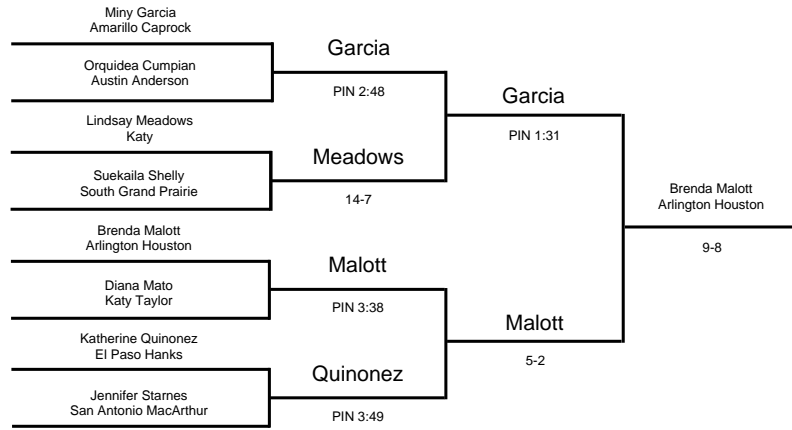 Miny Garcia
Amarillo Caprock
Orquidea Cumpian
Austin Anderson
Garcia
PIN 2:48
Lindsay Meadows
Katy
Suekaila Shelly
South Grand Prairie
Meadows
14-7
Garcia
PIN 1:31
Brenda Malott
Arlington Houston
Diana Mato
Katy Taylor
Malott
PIN 3:38
Katherine Quinonez
El Paso Hanks
Jennifer Starnes
San Antonio MacArthur
Quinonez
PIN 3:49
Malott
5-2
Brenda Malott
Arlington Houston
9-8